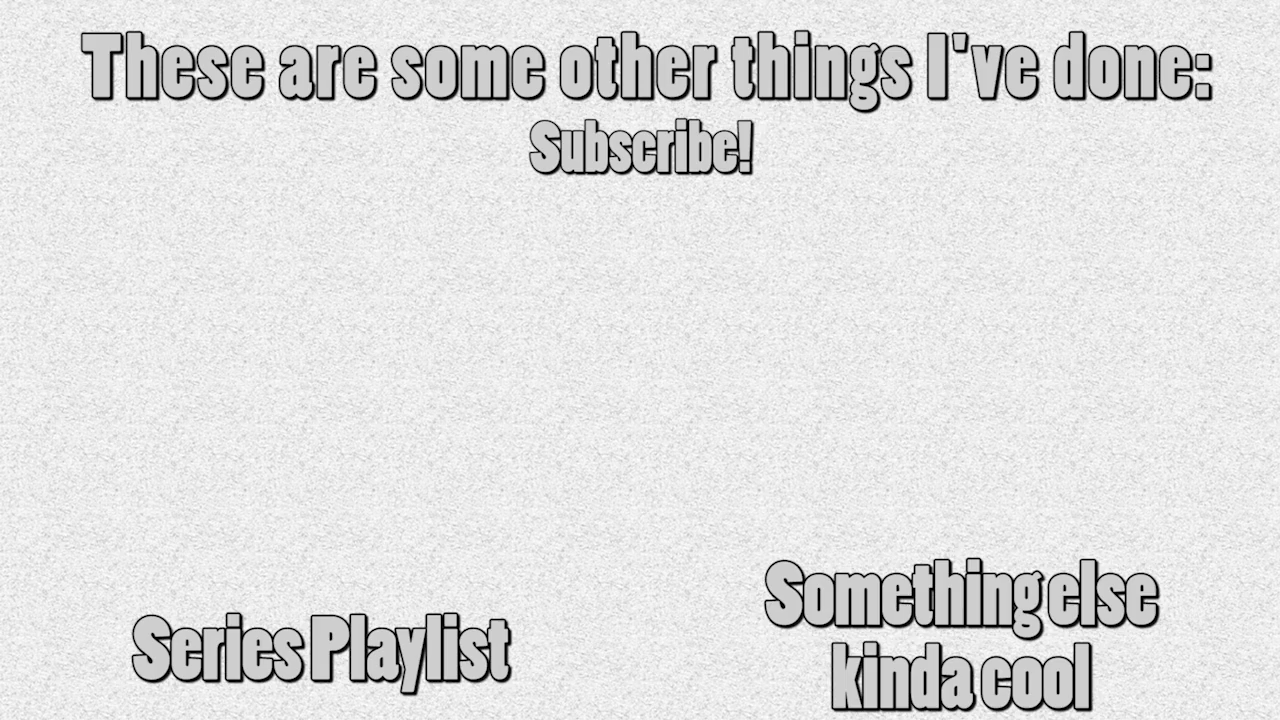 These are some other things I've done:
Subscribe!
Series Playlist
Something else
kinda cool